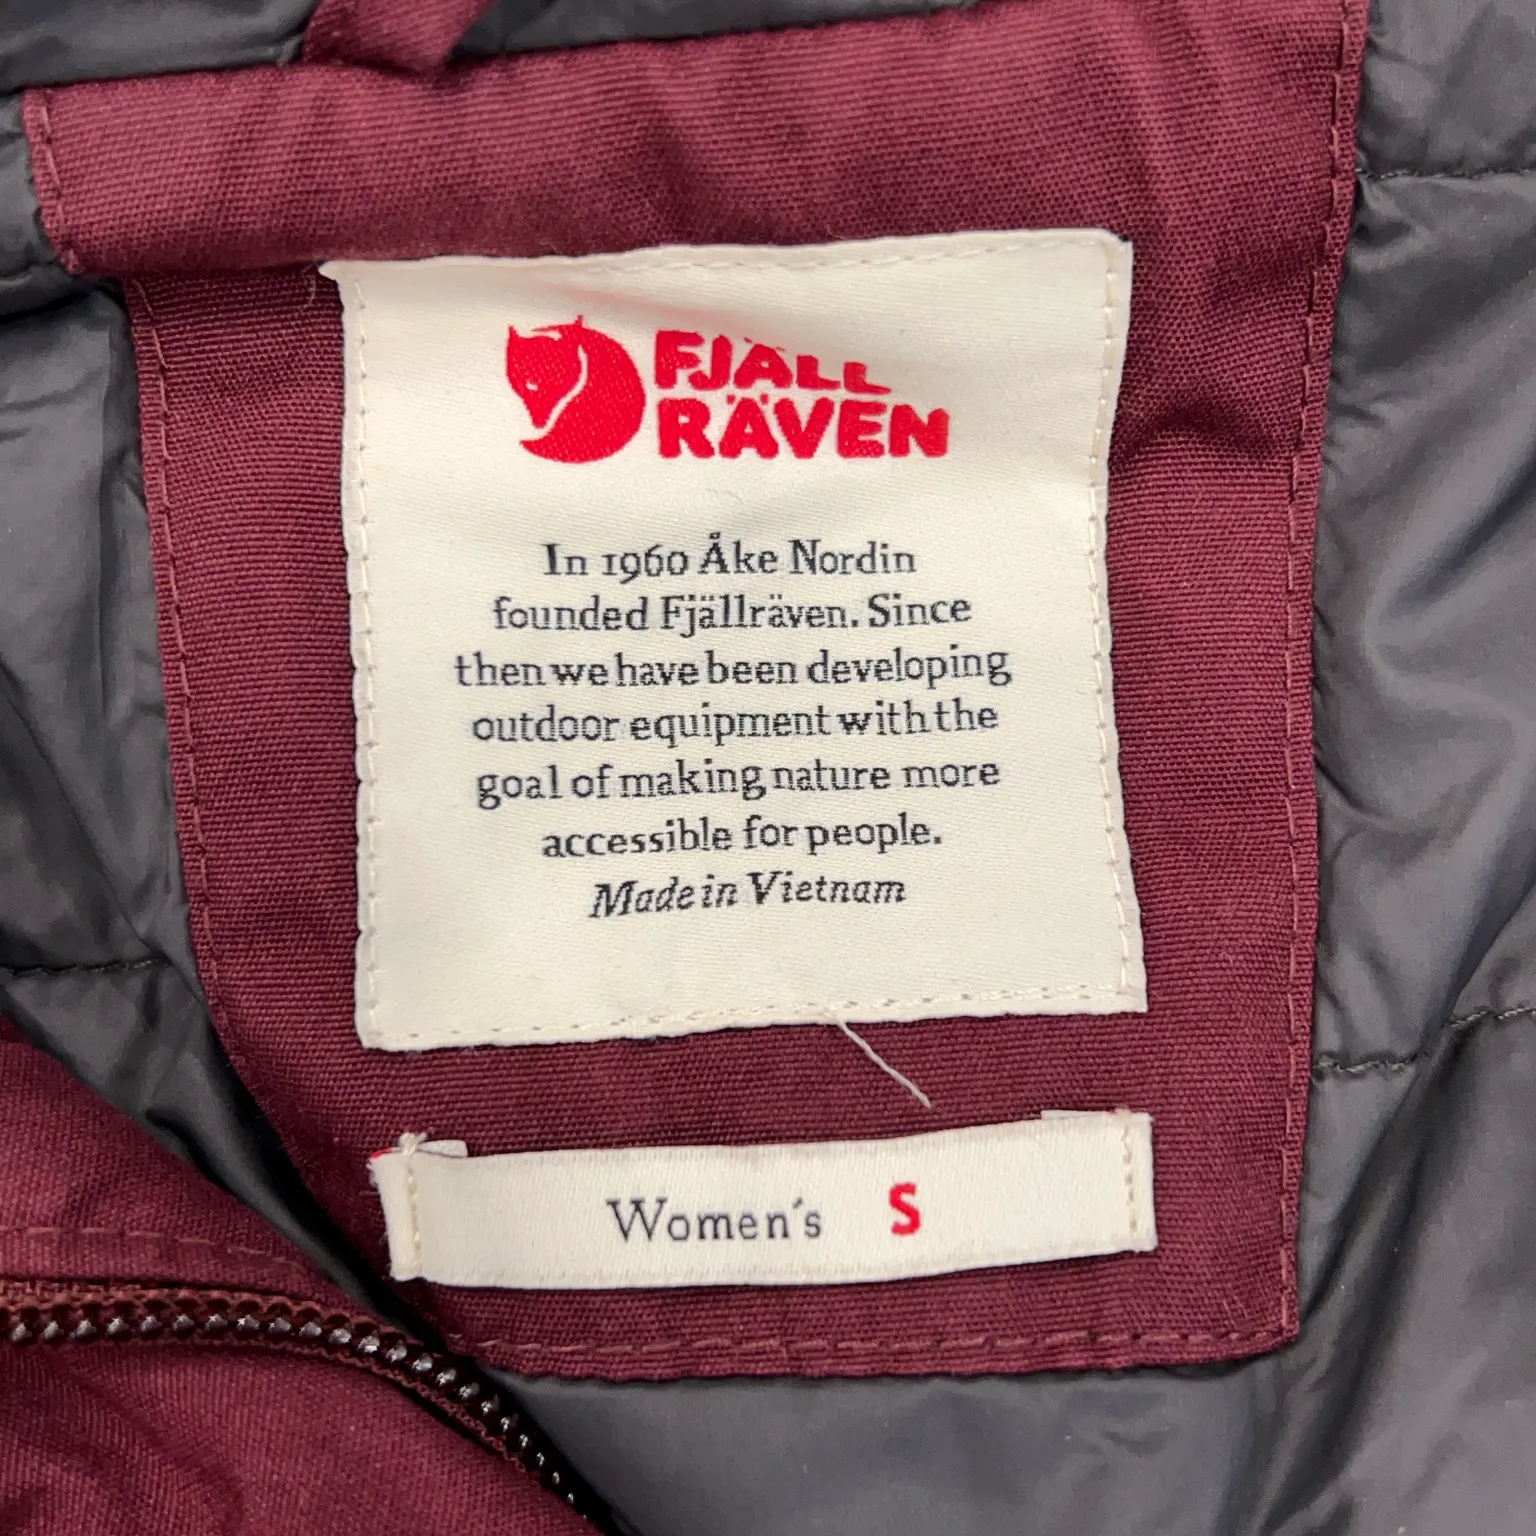 FJÄLL
RÄVEN
In 1960 Åke Nordin
founded Fjällräven. Since
then we have been developing
outdoor equipment with the
goal of making nature more
accessible for people.
Made in Vietnam
Women's S